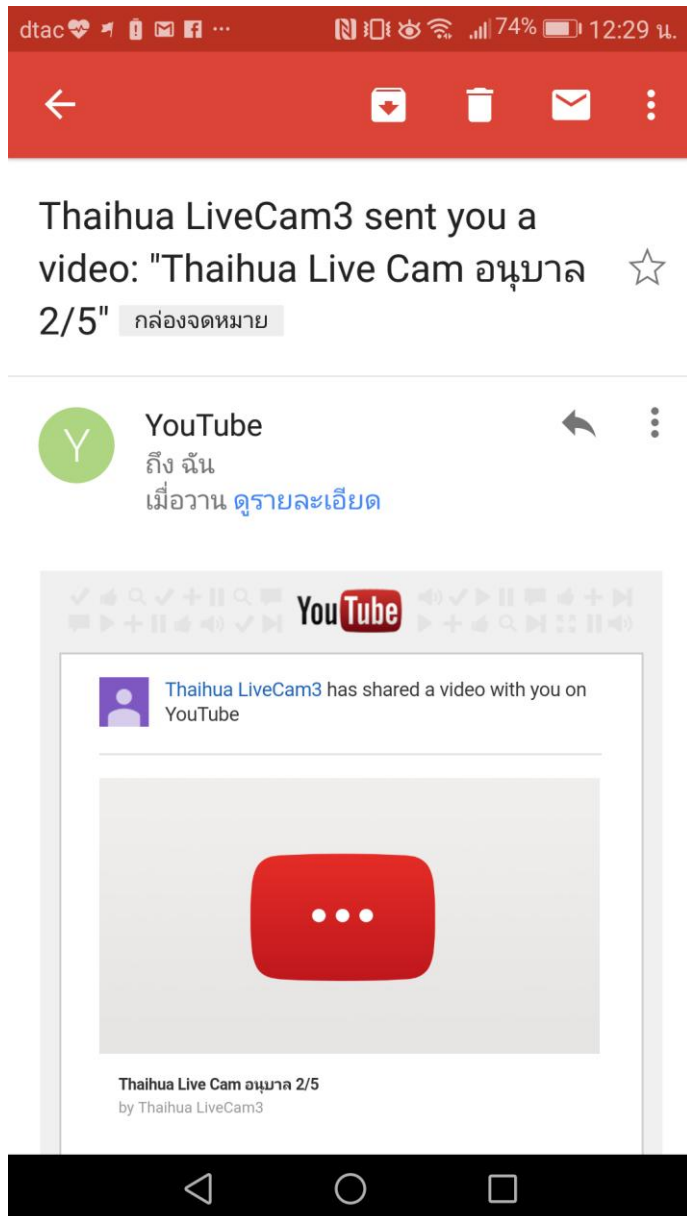 dtac 74% 12:29 น.
Thaihua LiveCam3 sent you a
video: "Thaihua Live Cam อนุบาล
2/5" กล่องจดหมาย
Y YouTube
ถึง ฉัน
เมื่อวาน ดูรายละเอียด
YouTube
Thaihua LiveCam3 has shared a video with you on
YouTube
Thaihua Live Cam อนุบาล 2/5
by Thaihua LiveCam3